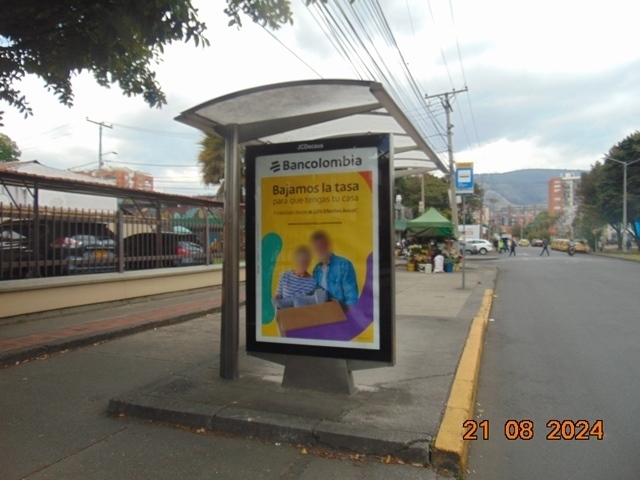 JCDecaux
Bancolombia
Bajamos la tasa
para que tengas tu casa
21 08 2024